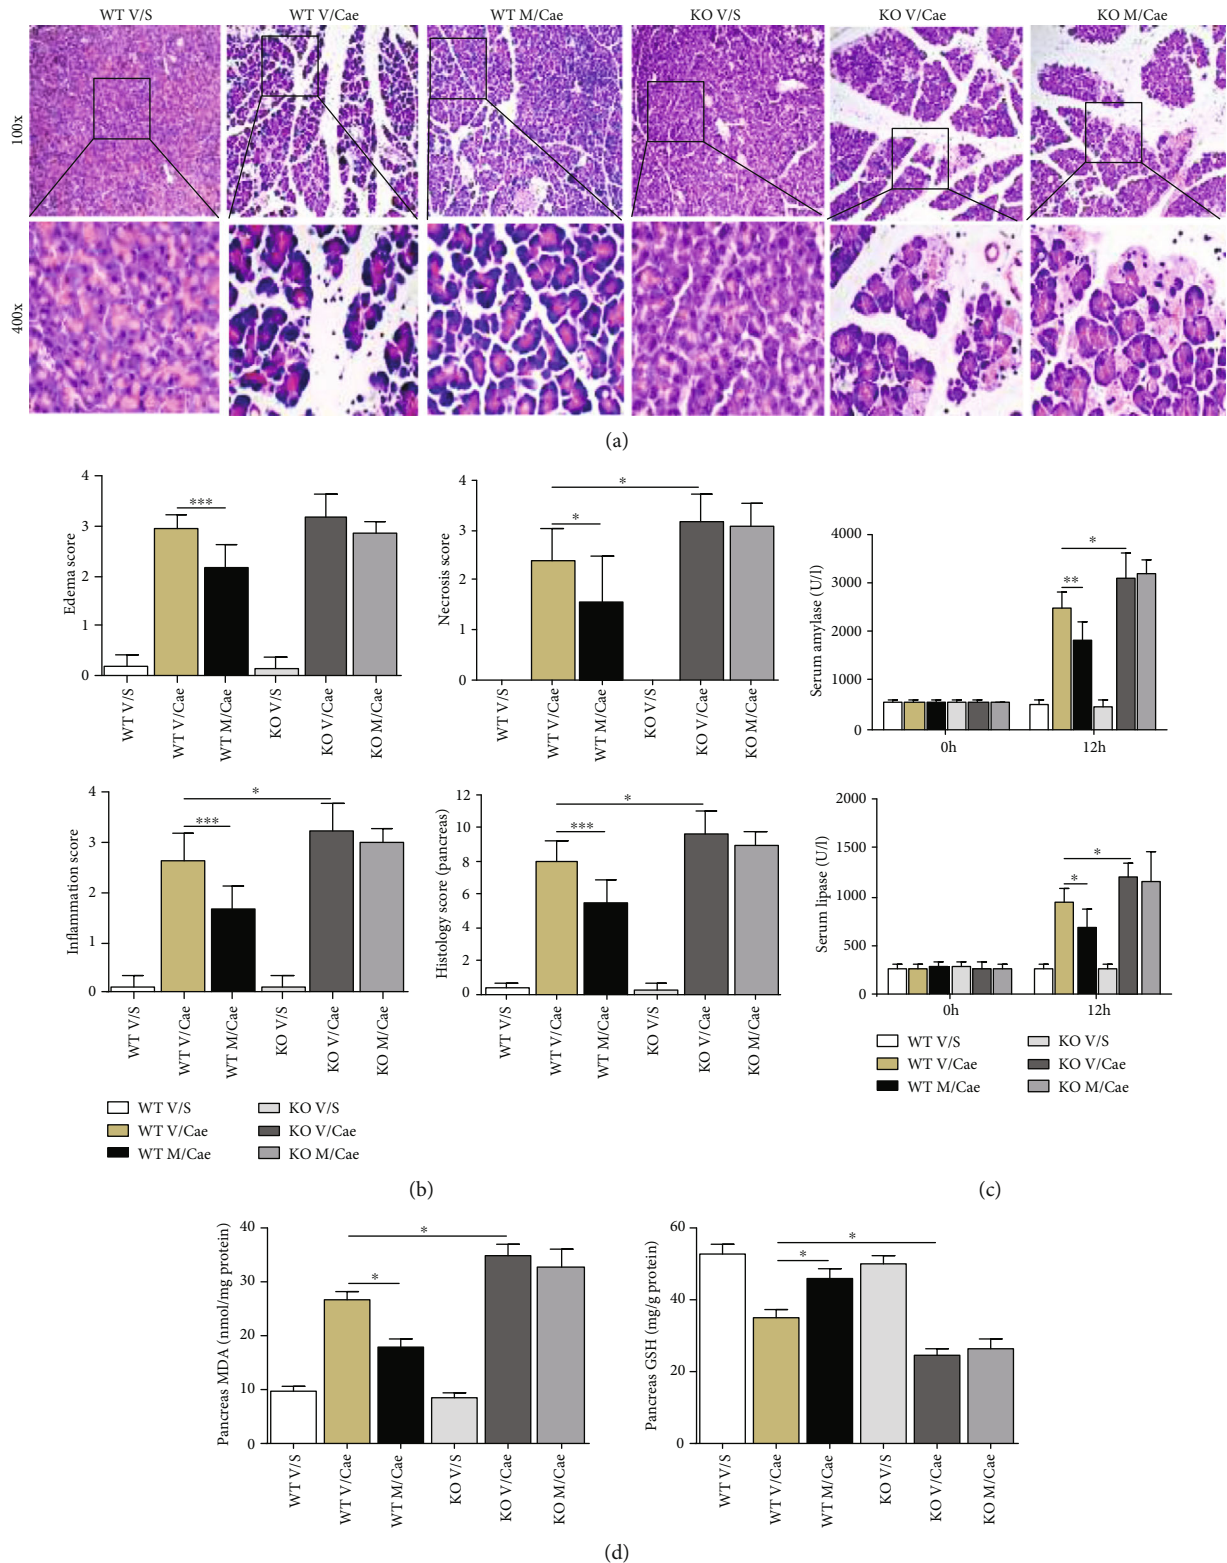 WT V/S WT V/Cae WT M/Cae KO V/S KO V/Cae KO M/Cae
100x
400x
(a)
Edema score
4
3
2
1
0
***
WT V/S WT V/Cae WT M/Cae KO V/S KO V/Cae KO M/Cae
Necrosis score
4
3
2
1
0
*
*
WT V/S WT V/Cae WT M/Cae KO V/S KO V/Cae KO M/Cae
Inflammation score
4
3
2
1
0
*
***
WT V/S WT V/Cae WT M/Cae KO V/S KO V/Cae KO M/Cae
Histology score (pancreas)
12
10
8
6
4
2
0
*
***
WT V/S WT V/Cae WT M/Cae KO V/S KO V/Cae KO M/Cae
WT V/S KO V/S
WT V/Cae KO V/Cae
WT M/Cae KO M/Cae
(b)
Serum amylase (U/l)
4000
3000
2000
1000
0
*
**
0h 12h
Serum lipase (U/l)
2000
1500
1000
500
0
*
*
0h 12h
WT V/S KO V/S
WT V/Cae KO V/Cae
WT M/Cae KO M/Cae
(c)
Pancreas MDA (nmol/mg protein)
40
30
20
10
0
*
*
WT V/S WT V/Cae WT M/Cae KO V/S KO V/Cae KO M/Cae
Pancreas GSH (mg/g protein)
60
40
20
0
*
*
WT V/S WT V/Cae WT M/Cae KO V/S KO V/Cae KO M/Cae
(d)